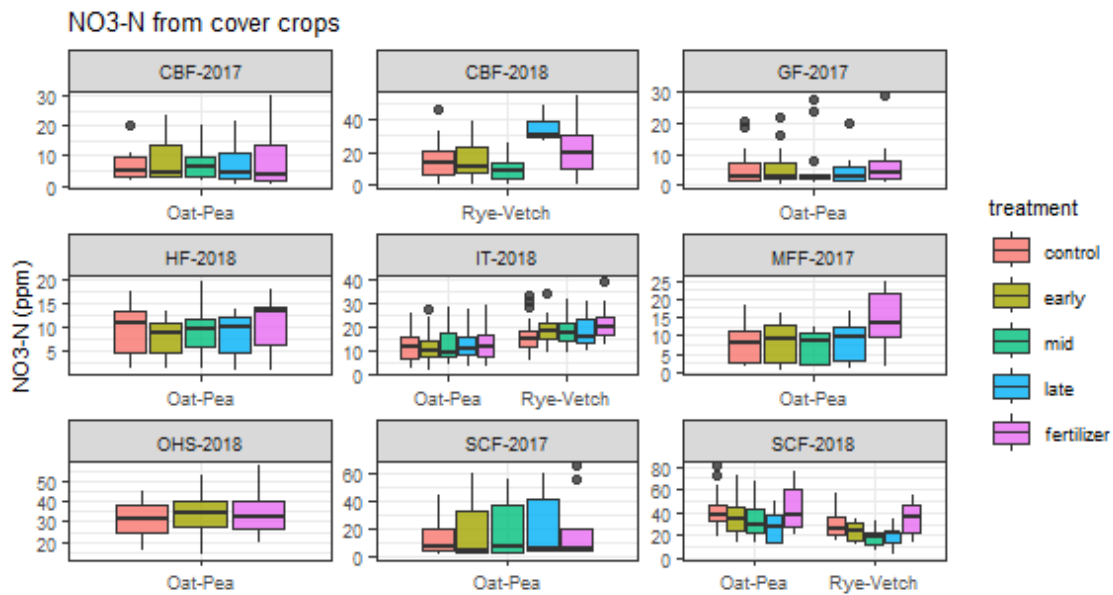 NO3-N from cover crops
CBF-2017
CBF-2018
GF-2017
30
20
10
0
40
20
0
30
20
10
0
Oat-Pea
Rye-Vetch
Oat-Pea
HF-2018
IT-2018
MFF-2017
20
15
10
5
40
30
20
10
0
25
20
15
10
5
0
Oat-Pea
Oat-Pea
Rye-Vetch
Oat-Pea
OHS-2018
SCF-2017
SCF-2018
50
40
30
20
60
40
20
0
80
60
40
20
0
Oat-Pea
Oat-Pea
Oat-Pea
Rye-Vetch
NO3-N (ppm)
treatment
control
early
mid
late
fertilizer